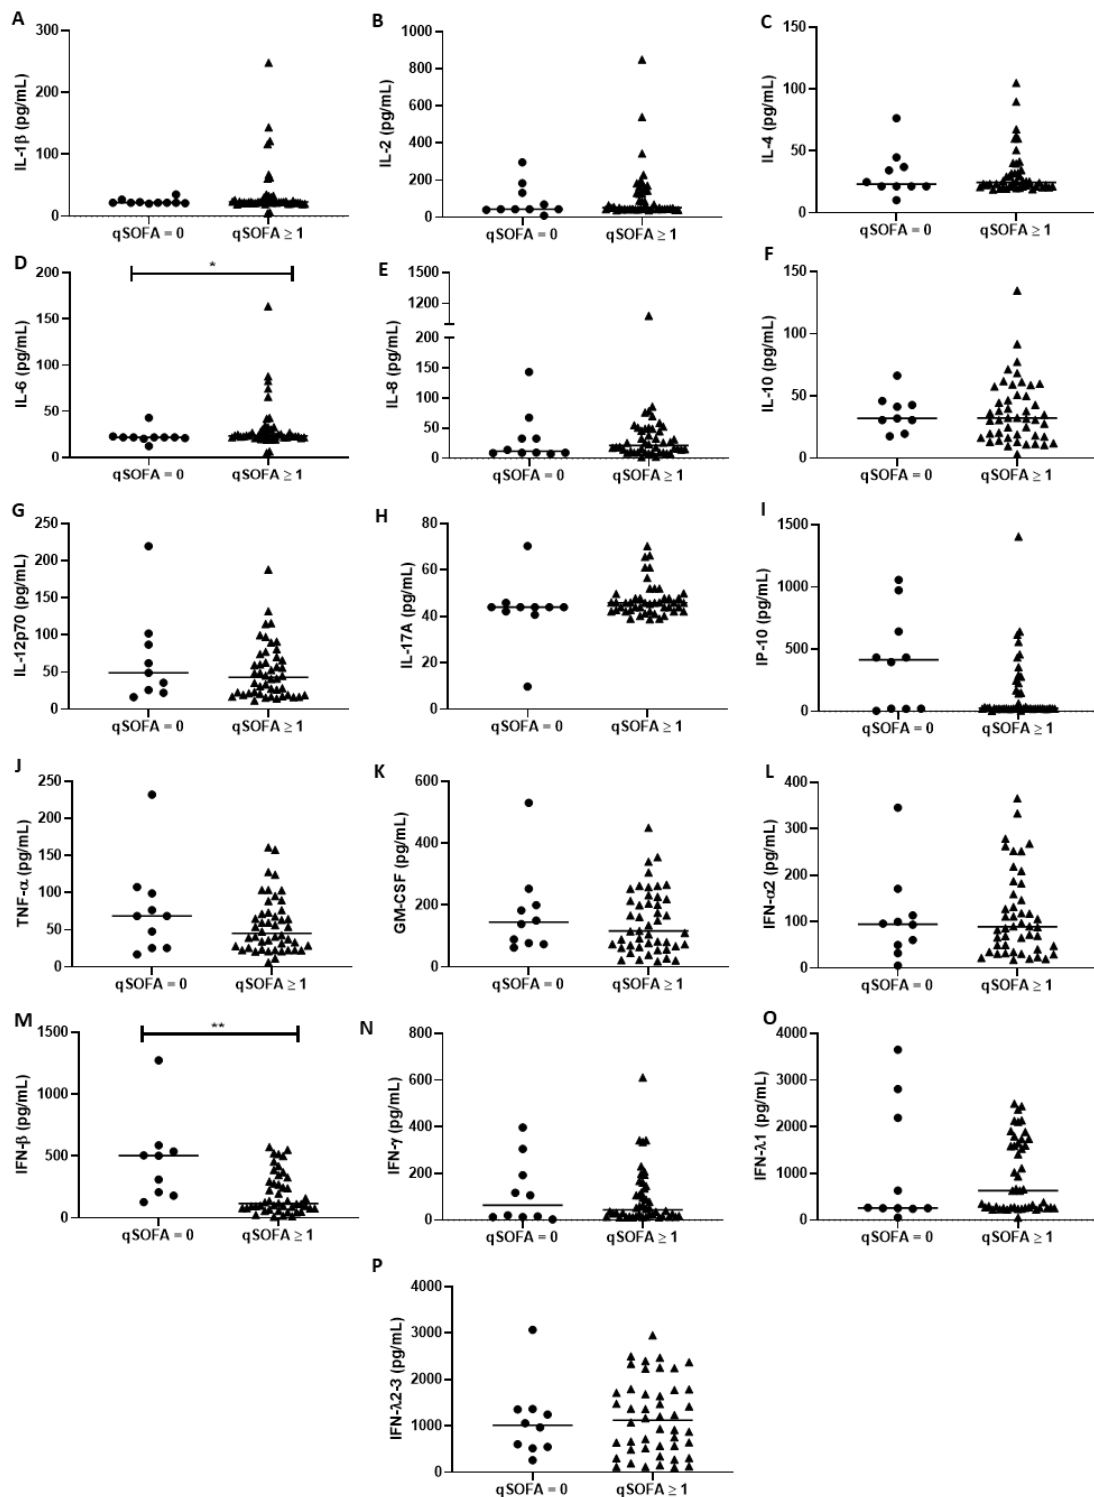 A
IL-1β (pg/mL)
300
200
100
0
qSOFA = 0
qSOFA ≥ 1
B
IL-2 (pg/mL)
1000
800
600
400
200
0
qSOFA = 0
qSOFA ≥ 1
C
IL-4 (pg/mL)
150
100
50
0
qSOFA = 0
qSOFA ≥ 1
D
IL-6 (pg/mL)
200
150
100
50
0
*
qSOFA = 0
qSOFA ≥ 1
E
IL-8 (pg/mL)
1500
1200
200
150
100
50
0
qSOFA = 0
qSOFA ≥ 1
F
IL-10 (pg/mL)
150
100
50
0
qSOFA = 0
qSOFA ≥ 1
G
IL-12p70 (pg/mL)
250
200
150
100
50
0
qSOFA = 0
qSOFA ≥ 1
H
IL-17A (pg/mL)
80
60
40
20
0
qSOFA = 0
qSOFA ≥ 1
I
IP-10 (pg/mL)
1500
1000
500
0
qSOFA = 0
qSOFA ≥ 1
J
TNF-α (pg/mL)
250
200
150
100
50
0
qSOFA = 0
qSOFA ≥ 1
K
GM-CSF (pg/mL)
600
400
200
0
qSOFA = 0
qSOFA ≥ 1
L
IFN-α2 (pg/mL)
400
300
200
100
0
qSOFA = 0
qSOFA ≥ 1
M
IFN-β (pg/mL)
1500
1000
500
0
**
qSOFA = 0
qSOFA ≥ 1
N
IFN-γ (pg/mL)
800
600
400
200
0
qSOFA = 0
qSOFA ≥ 1
O
IFN-λ1 (pg/mL)
4000
3000
2000
1000
0
qSOFA = 0
qSOFA ≥ 1
P
IFN-λ2-3 (pg/mL)
4000
3000
2000
1000
0
qSOFA = 0
qSOFA ≥ 1